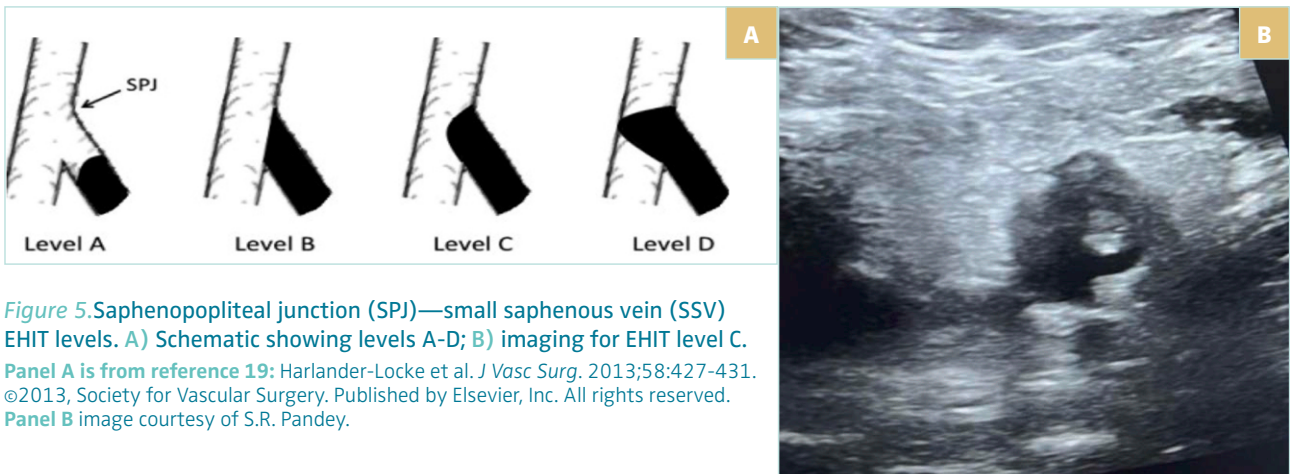 A
B
SPJ
Level A
Level B
Level C
Level D
Figure 5.Saphenopopliteal junction (SPJ)—small saphenous vein (SSV)
EHIT levels. A) Schematic showing levels A-D; B) imaging for EHIT level C.
Panel A is from reference 19: Harlander-Locke et al. J Vasc Surg. 2013;58:427-431.
©2013, Society for Vascular Surgery. Published by Elsevier, Inc. All rights reserved.
Panel B image courtesy of S.R. Pandey.